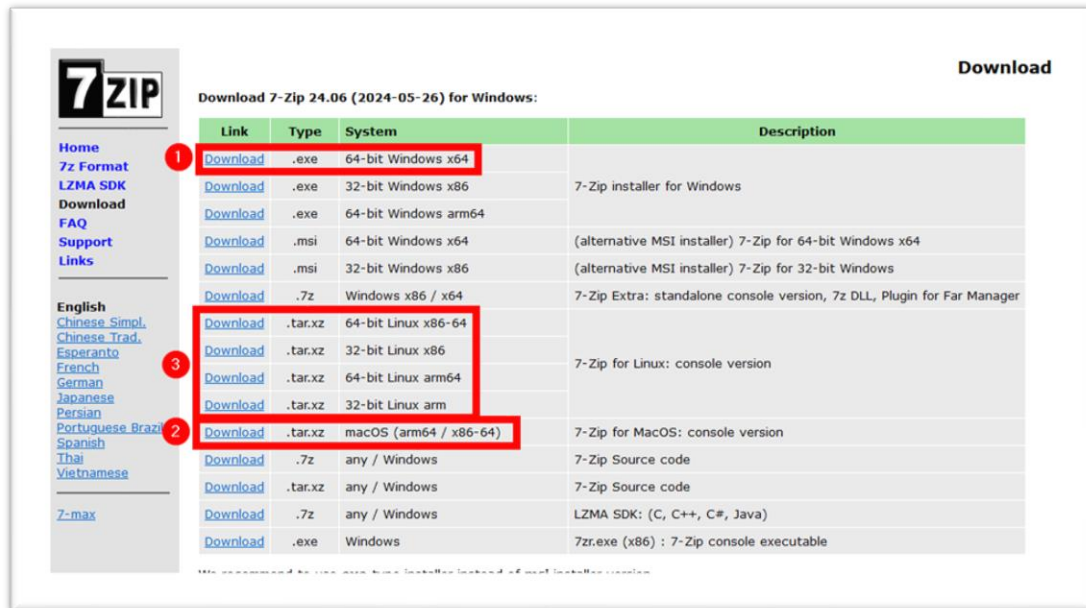 Download
7 ZIP
Home
7z Format
LZMA SDK
Download
FAQ
Support
Links
English
Chinese Simpl.
Chinese Trad.
Esperanto
French
German
Japanese
Persian
Portuguese Brazil
Spanish
Thai
Vietnamese
7-max
Download 7-Zip 24.06 (2024-05-26) for Windows:
Link Type System Description
1 Download .exe 64-bit Windows x64
Download .exe 32-bit Windows x86 7-Zip installer for Windows
Download .exe 64-bit Windows arm64
Download .msi 64-bit Windows x64 (alternative MSI installer) 7-Zip for 64-bit Windows x64
Download .msi 32-bit Windows x86 (alternative MSI installer) 7-Zip for 32-bit Windows
Download .7z Windows x86 / x64 7-Zip Extra: standalone console version, 7z DLL, Plugin for Far Manager
Download .tar.xz 64-bit Linux x86-64
Download .tar.xz 32-bit Linux x86
3 7-Zip for Linux: console version
Download .tar.xz 64-bit Linux arm64
Download .tar.xz 32-bit Linux arm
2 Download .tar.xz macOS (arm64 / x86-64) 7-Zip for MacOS: console version
Download .7z any / Windows 7-Zip Source code
Download .tar.xz any / Windows 7-Zip Source code
Download .7z any / Windows LZMA SDK: (C, C++, C#, Java)
Download .exe Windows 7zr.exe (x86) : 7-Zip console executable